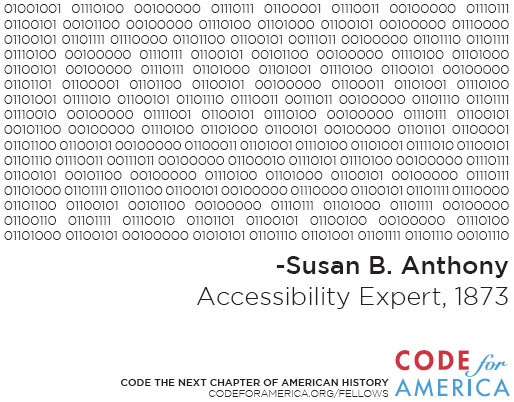 01001001 01110100 00100000 01110111 01100001 01110011 00100000 01110111
01100101 00101100 00100000 01110100 01101000 01100101 00100000 01110000
01100101 01101111 01110000 01101100 01100101 00111011 00100000 01101110 01101111
01110100 00100000 01110111 01100101 00101100 00100000 01110100 01101000
01100101 00100000 01110111 01101000 01101001 01110100 01100101 00100000
01101101 01100001 01101100 01100101 00100000 01100011 01101001 01110100
01101001 01111010 01100101 01101110 01110011 00111011 00100000 01101110 01101111
01110010 00100000 01111001 01100101 01110100 00100000 01110111 01100101
00101100 00100000 01110100 01101000 01100101 00100000 01101101 01100001
01101100 01100101 00100000 01100011 01101001 01110100 01101001 01111010 01100101
01101110 01110011 00111011 00100000 01100010 01110101 01110100 00100000 01110111
01100101 00101100 00100000 01110100 01101000 01100101 00100000 01110111
01101000 01101111 01101100 01100101 00100000 01110000 01100101 01101111 01110000
01101100 01100101 00101100 00100000 01110111 01101000 01101111 00100000
01100110 01101111 01110010 01101101 01100101 01100100 00100000 01110100
01101000 01100101 00100000 01010101 01101110 01101001 01101111 01101110 00101110
-Susan B. Anthony
Accessibility Expert, 1873
CODE THE NEXT CHAPTER OF AMERICAN HISTORY
CODEFORAMERICA.ORG/FELLOWS
CODE for
AMERICA